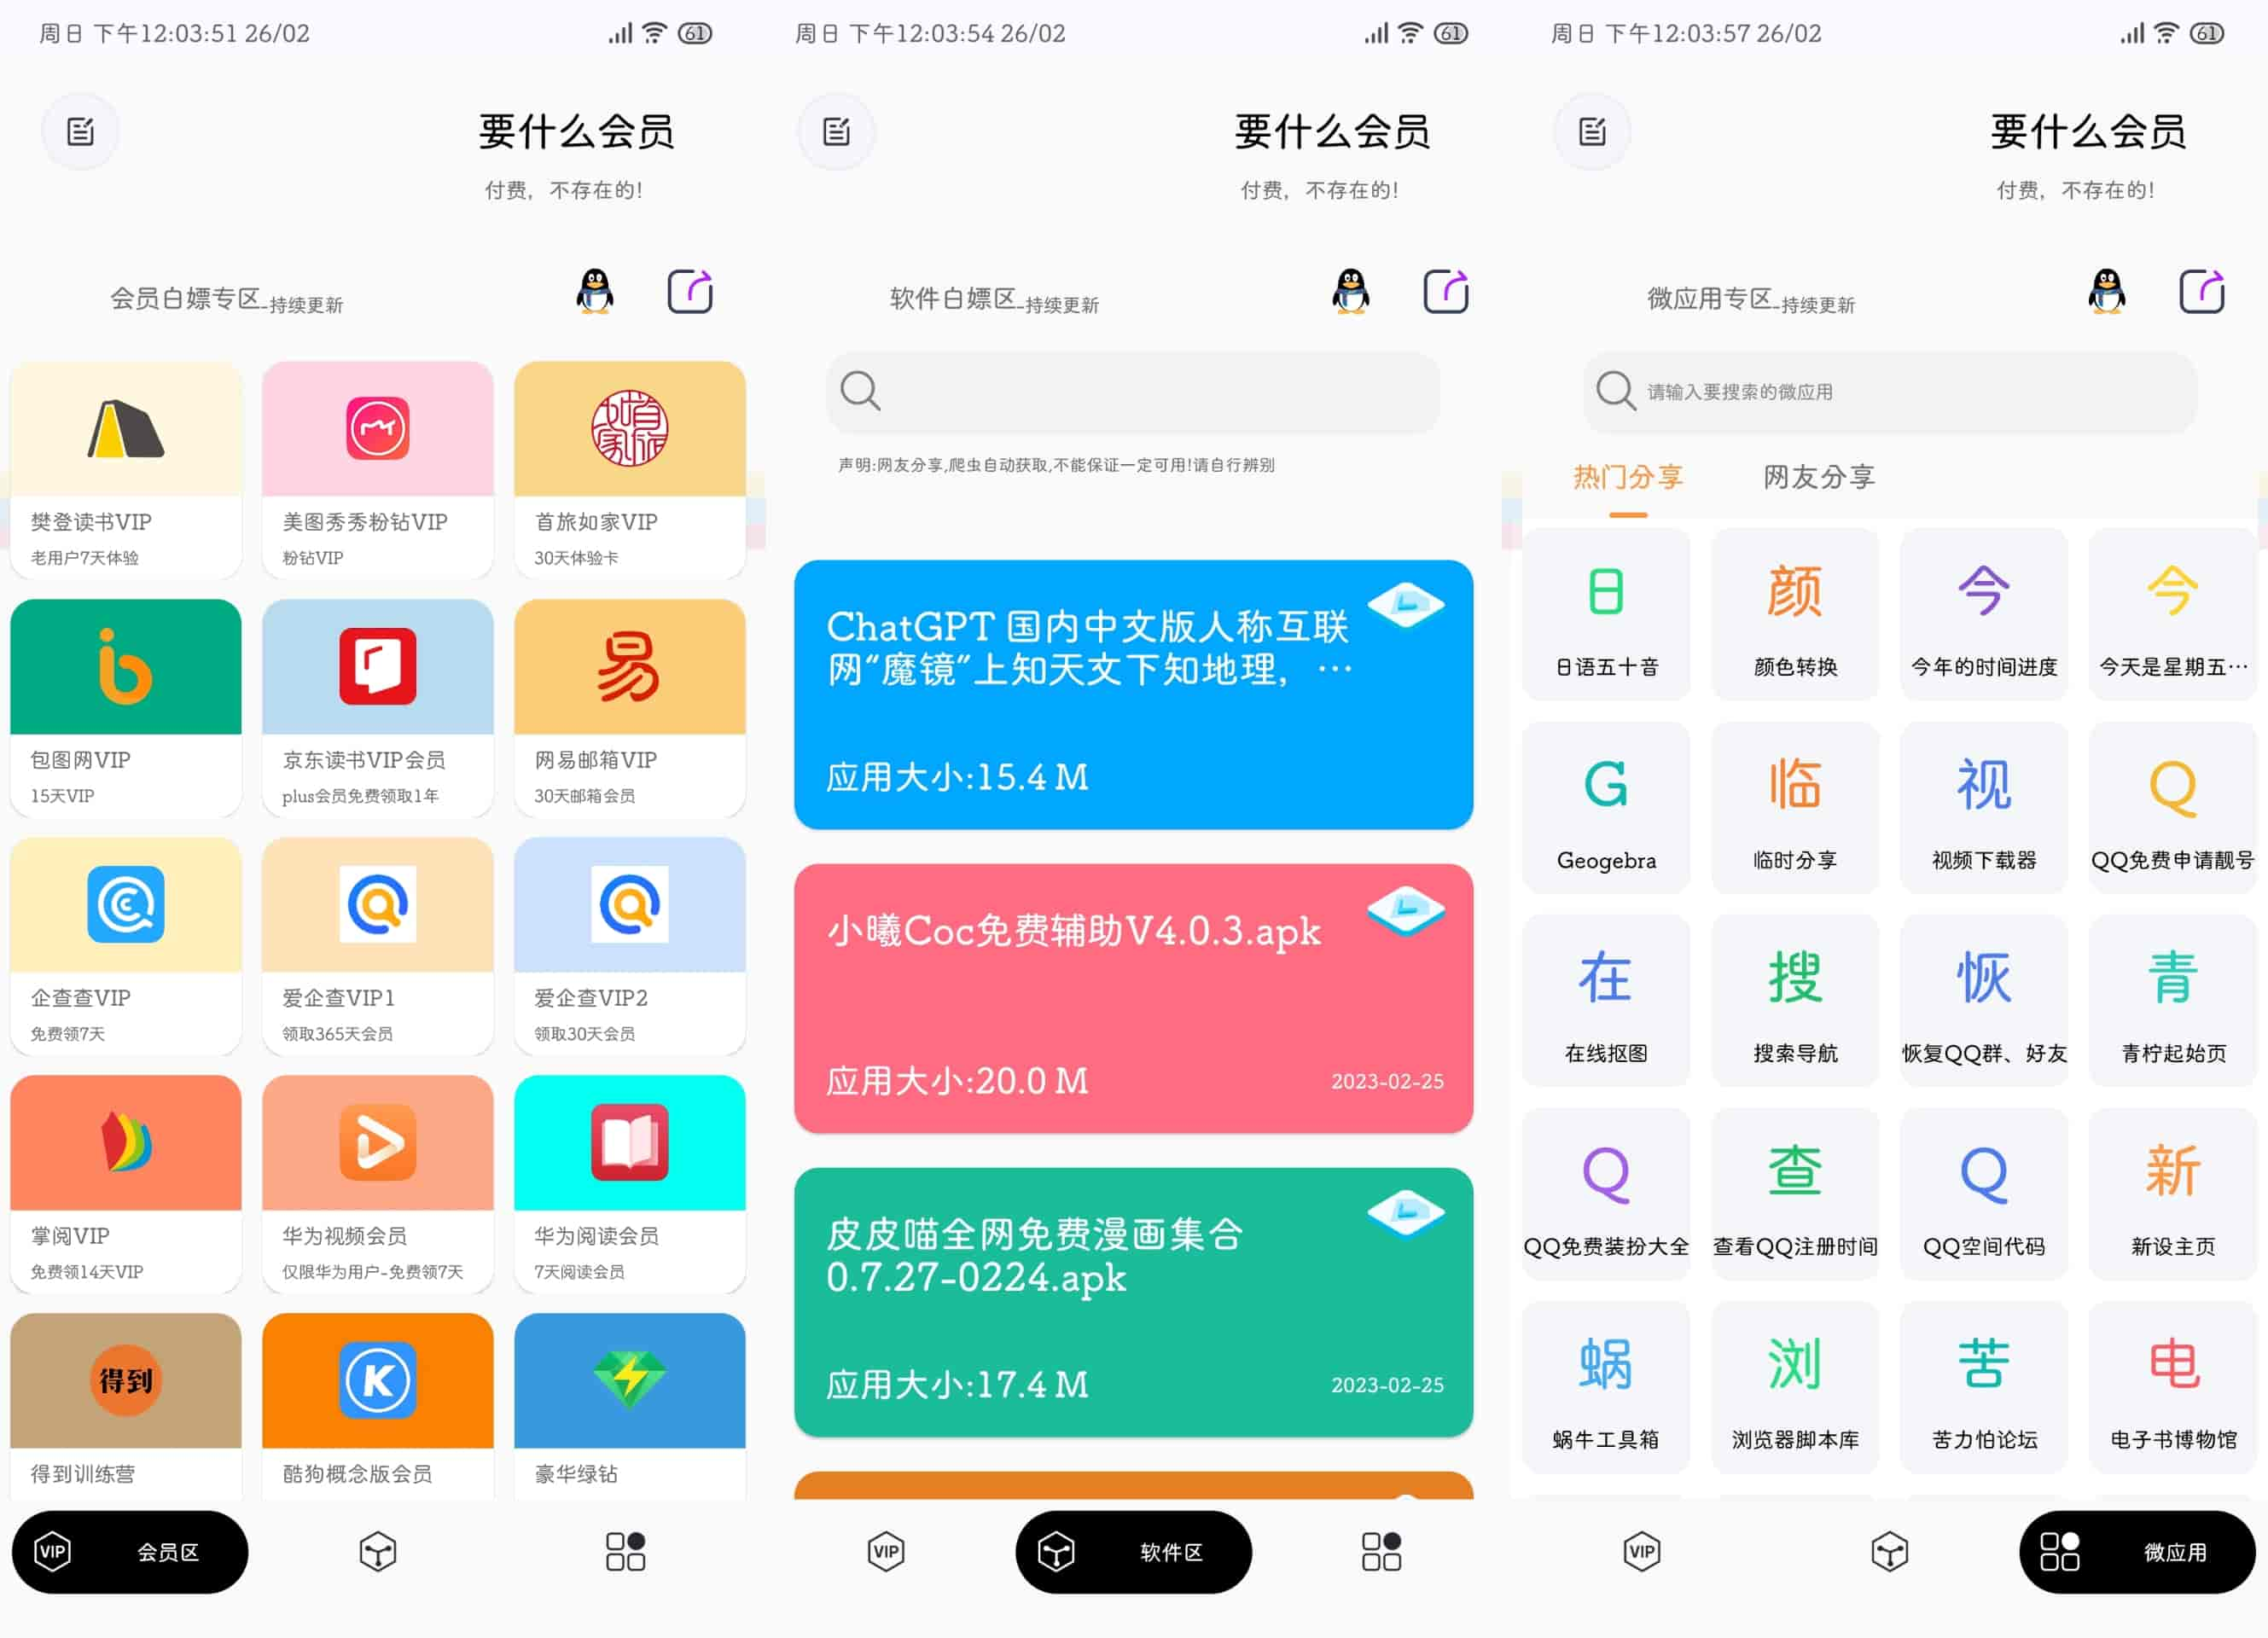 周日 下午12:03:51 26/02
61
要什么会员
付费，不存在的!
会员白嫖专区-持续更新
樊登读书VIP
老用户7天体验
美图秀秀粉钻VIP
粉钻VIP
首旅如家
首旅如家VIP
30天体验卡
包图网VIP
15天VIP
京东读书VIP会员
plus会员免费领取1年
易
网易邮箱VIP
30天邮箱会员
企查查VIP
免费领7天
爱企查VIP1
领取365天会员
爱企查VIP2
领取30天会员
掌阅VIP
免费领14天VIP
华为视频会员
仅限华为用户-免费领7天
华为阅读会员
7天阅读会员
得到
得到训练营
K
酷狗概念版会员
豪华绿钻
VIP
会员区
周日 下午12:03:54 26/02
61
要什么会员
付费，不存在的!
软件白嫖区-持续更新
声明:网友分享,爬虫自动获取,不能保证一定可用!请自行辨别
ChatGPT 国内中文版人称互联
网“魔镜”上知天文下知地理，…
应用大小:15.4 M
小曦Coc免费辅助V4.0.3.apk
应用大小:20.0 M
2023-02-25
皮皮喵全网免费漫画集合
0.7.27-0224.apk
应用大小:17.4 M
2023-02-25
VIP
软件区
周日 下午12:03:57 26/02
61
要什么会员
付费，不存在的!
微应用专区-持续更新
请输入要搜索的微应用
热门分享 网友分享
日 颜 今 今
日语五十音 颜色转换 今年的时间进度 今天是星期五…
G 临 视 Q
Geogebra 临时分享 视频下载器 QQ免费申请靓号
在 搜 恢 青
在线抠图 搜索导航 恢复QQ群、好友 青柠起始页
Q 查 Q 新
QQ免费装扮大全 查看QQ注册时间 QQ空间代码 新设主页
蜗 浏 苦 电
蜗牛工具箱 浏览器脚本库 苦力怕论坛 电子书博物馆
VIP
微应用